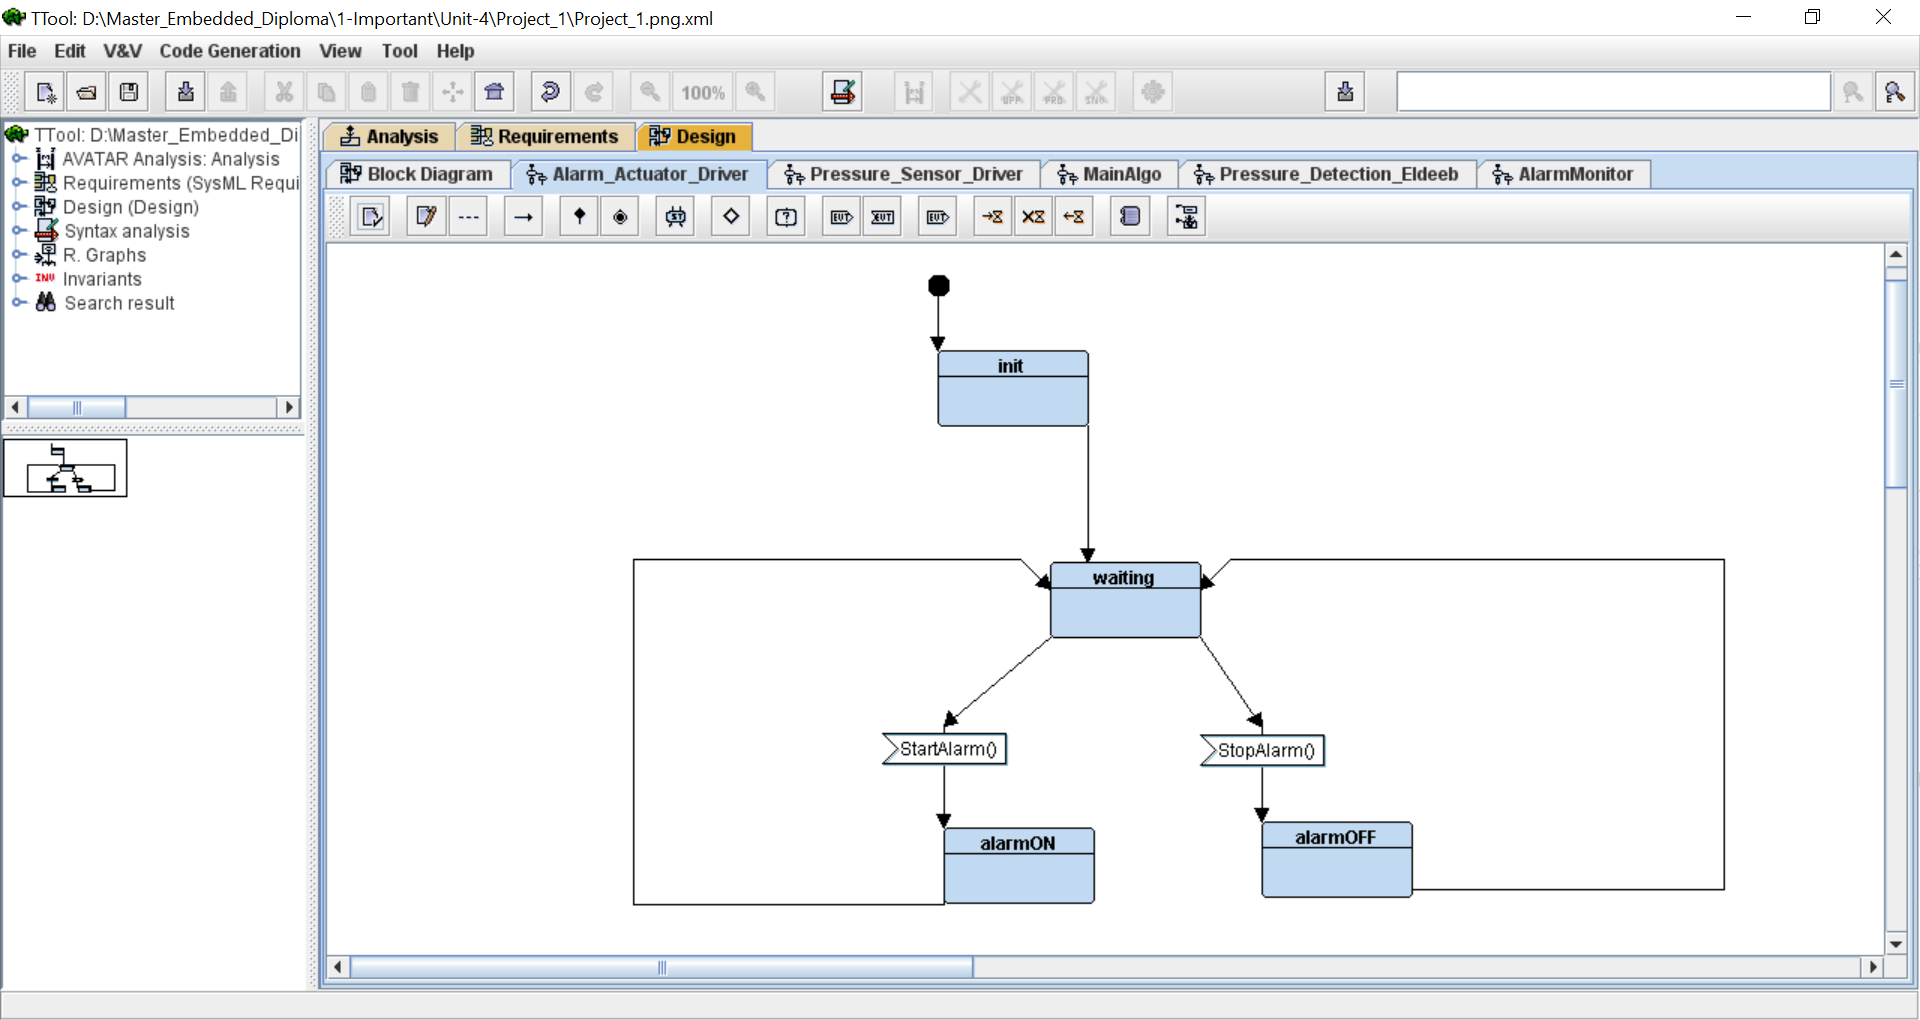 TTool: D:\Master_Embedded_Diploma\1-Important\Unit-4\Project_1\Project_1.png.xml
File Edit V&V Code Generation View Tool Help
100%
TTool: D:\Master_Embedded_Di
AVATAR Analysis: Analysis
Requirements (SysML Requi
Design (Design)
Syntax analysis
R. Graphs
INV Invariants
Search result
Analysis Requirements Design
Block Diagram Alarm_Actuator_Driver Pressure_Sensor_Driver MainAlgo Pressure_Detection_Eldeeb AlarmMonitor
init
waiting
StartAlarm()
StopAlarm()
alarmON
alarmOFF